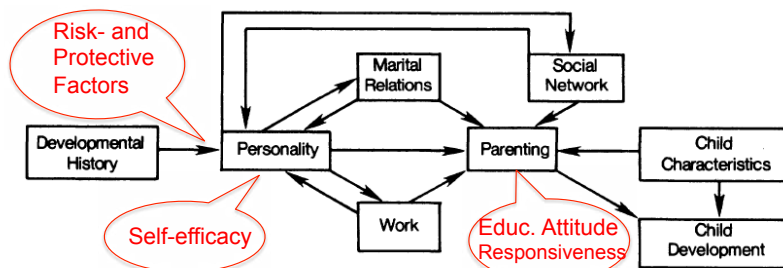 Risk- and
Protective
Factors
Marital
Relations
Social
Network
Developmental
History
Personality
Parenting
Child
Characteristics
Self-efficacy
Work
Educ. Attitude
Responsiveness
Child
Development